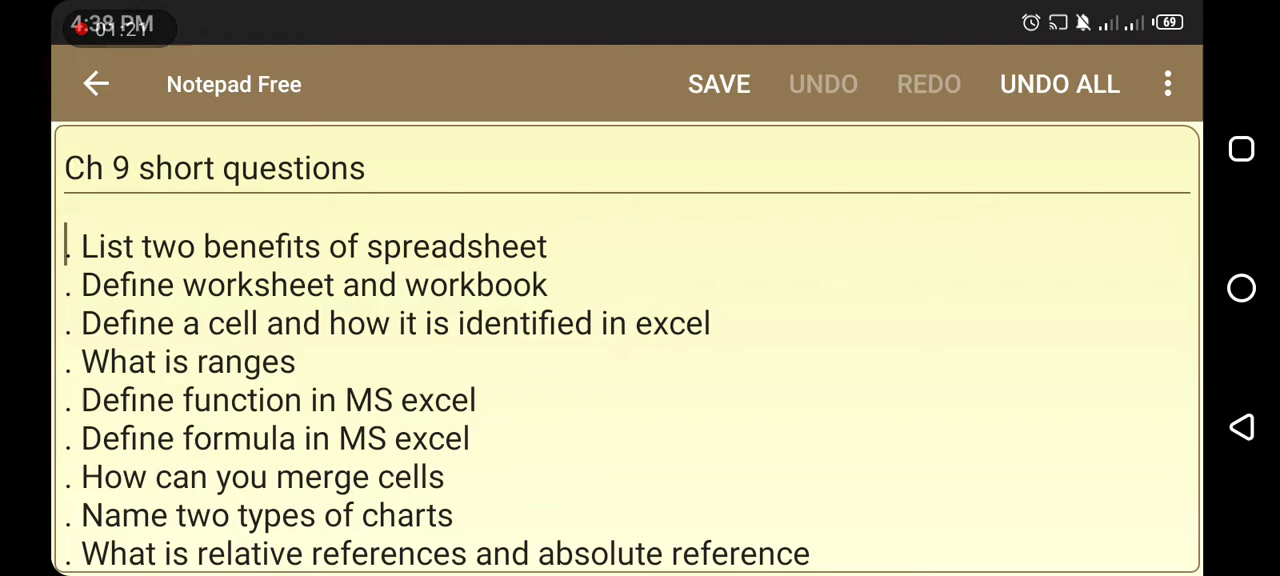 4:38 PM
01:21
69
Notepad Free SAVE UNDO REDO UNDO ALL
Ch 9 short questions
. List two benefits of spreadsheet
. Define worksheet and workbook
. Define a cell and how it is identified in excel
. What is ranges
. Define function in MS excel
. Define formula in MS excel
. How can you merge cells
. Name two types of charts
. What is relative references and absolute reference